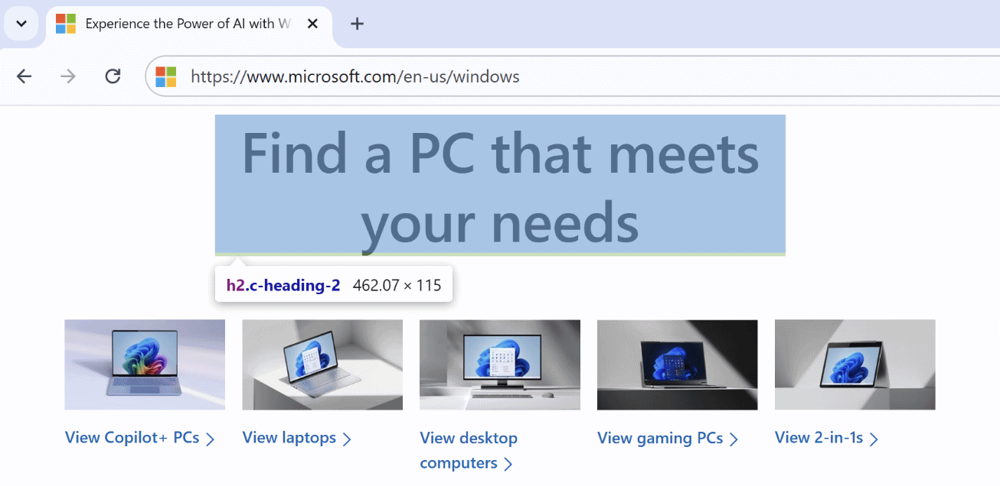 Experience the Power of AI with W
https://www.microsoft.com/en-us/windows
Find a PC that meets
your needs
h2.c-heading-2 462.07 × 115
View Copilot+ PCs
View laptops
View desktop
computers
View gaming PCs
View 2-in-1s